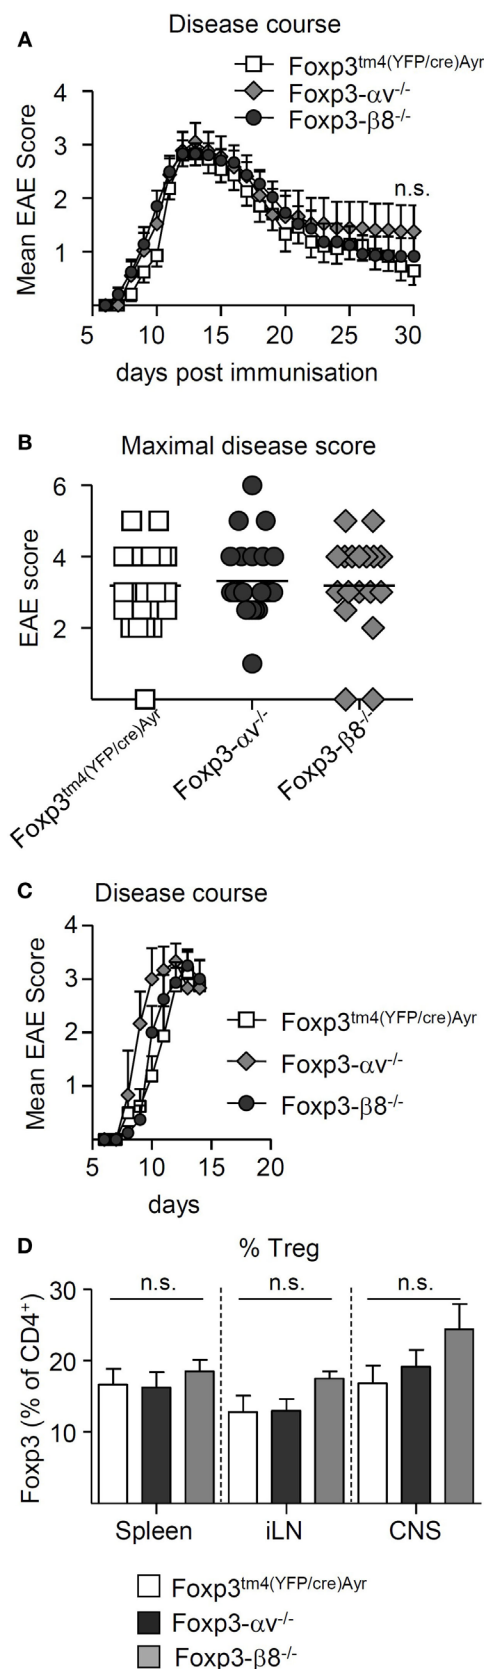 A
Disease course
Foxp3tm4(YFP/cre)Ayr
Foxp3-αv-/-
Foxp3-β8-/-
Mean EAE Score
4
3
2
1
n.s.
5 10 15 20 25 30
days post immunisation
B
Maximal disease score
EAE score
6
4
2
Foxp3tm4(YFP/cre)Ayr
Foxp3-αv-/-
Foxp3-β8-/-
C
Disease course
Mean EAE Score
4
3
2
1
Foxp3tm4(YFP/cre)Ayr
Foxp3-αv-/-
Foxp3-β8-/-
5 10 15 20
days
D
% Treg
Foxp3 (% of CD4+)
30
20
10
n.s. n.s. n.s.
Spleen iLN CNS
Foxp3tm4(YFP/cre)Ayr
Foxp3-αv-/-
Foxp3-β8-/-